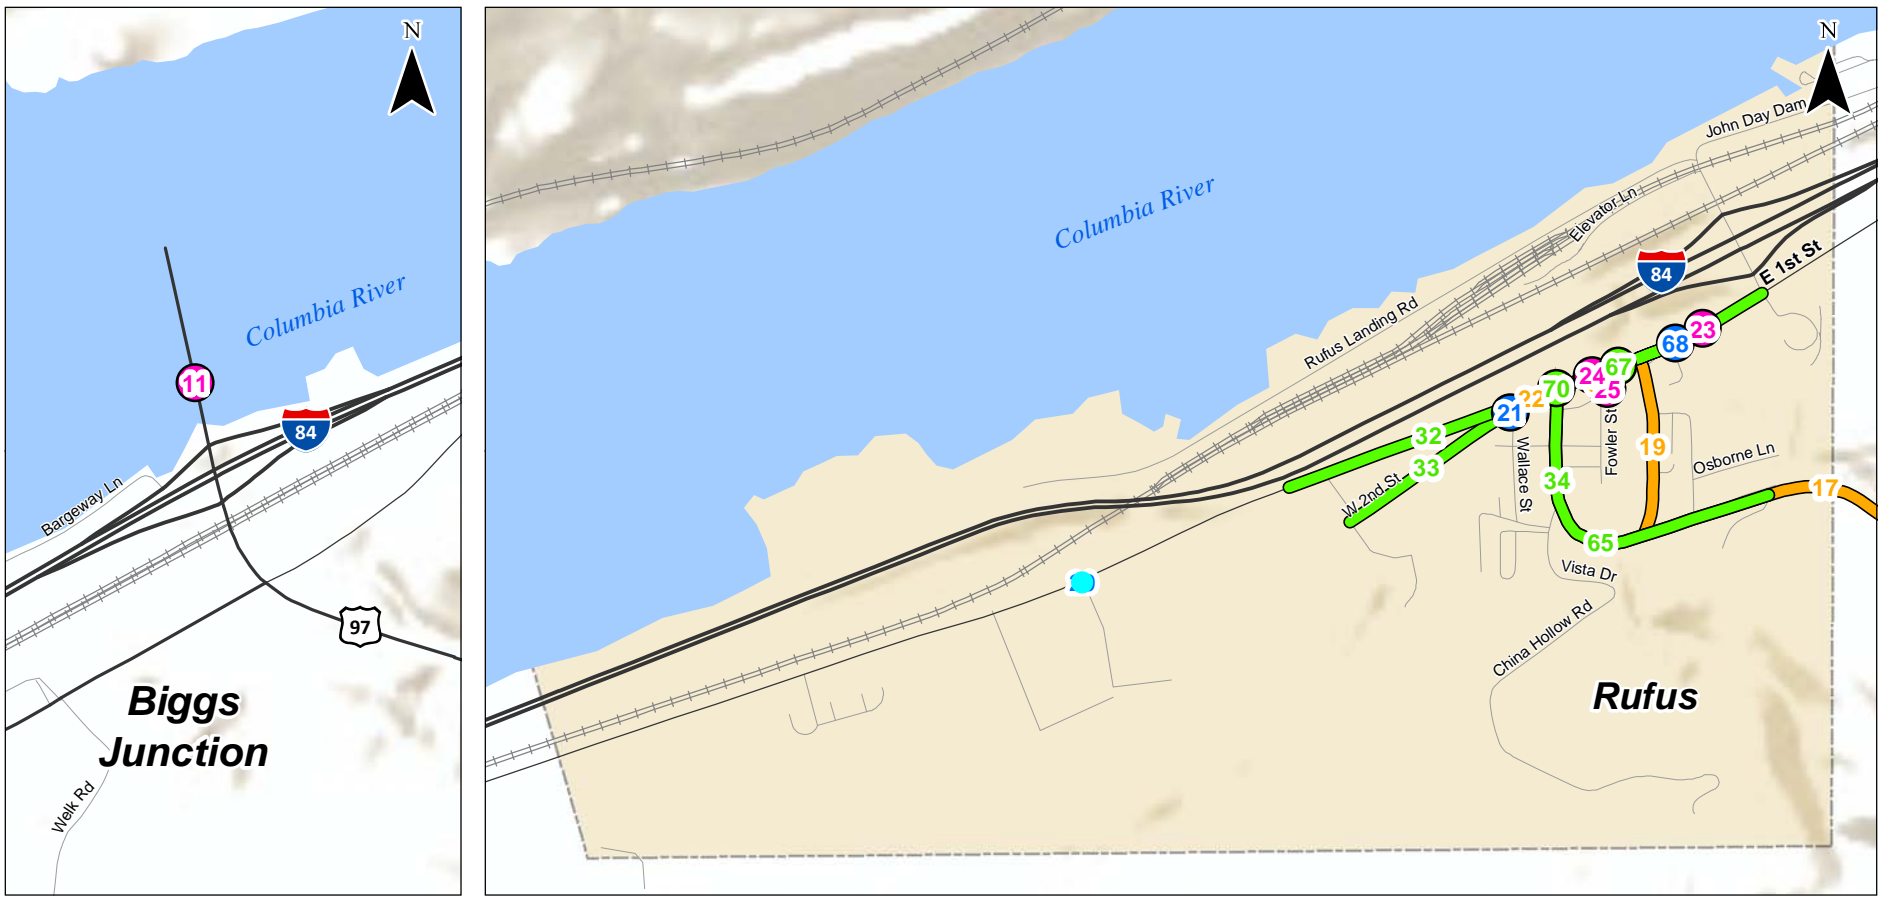 N
Columbia River
11
84
Bargeway Ln
97
Biggs
Junction
Welk Rd
N
John Day Dam
Columbia River
Elevator Ln
84
E 1st St
Rufus Landing Rd
23
68
67
24
25
70
22
21
32
33
W 2nd St
Wallace St
Fowler St
19
34
Osborne Ln
17
65
Vista Dr
China Hollow Rd
Rufus